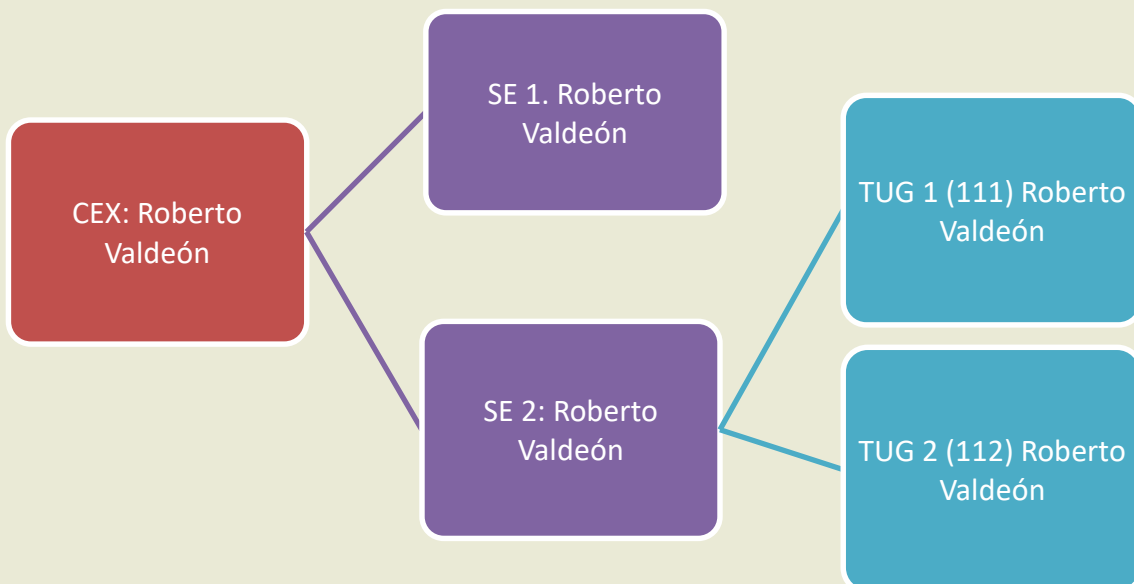 CEX: Roberto
Valdeón
SE 1. Roberto
Valdeón
SE 2: Roberto
Valdeón
TUG 1 (111) Roberto
Valdeón
TUG 2 (112) Roberto
Valdeón